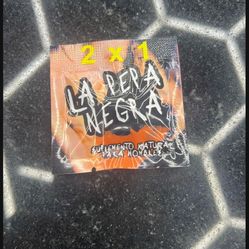 2 x 1
LA PEPA
NEGRA
SUPLEMENTO NATURAL
PARA HOMBRES